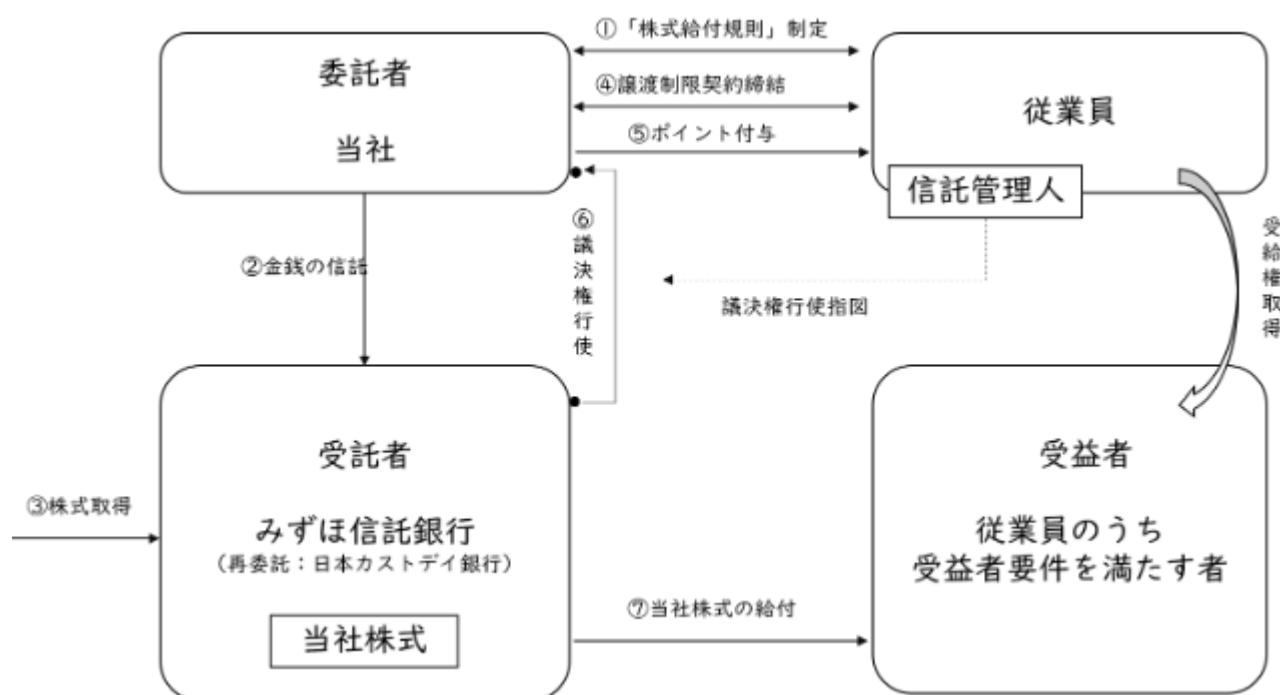 ①「株式給付規則」制定
委託者
当社
④譲渡制限契約締結
⑤ポイント付与
従業員
信託管理人
②金銭の信託
⑥議決権行使
議決権行使指図
受給権取得
③株式取得
受託者
みずほ信託銀行
（再委託：日本カストデイ銀行）
当社株式
⑦当社株式の給付
受益者
従業員のうち
受益者要件を満たす者